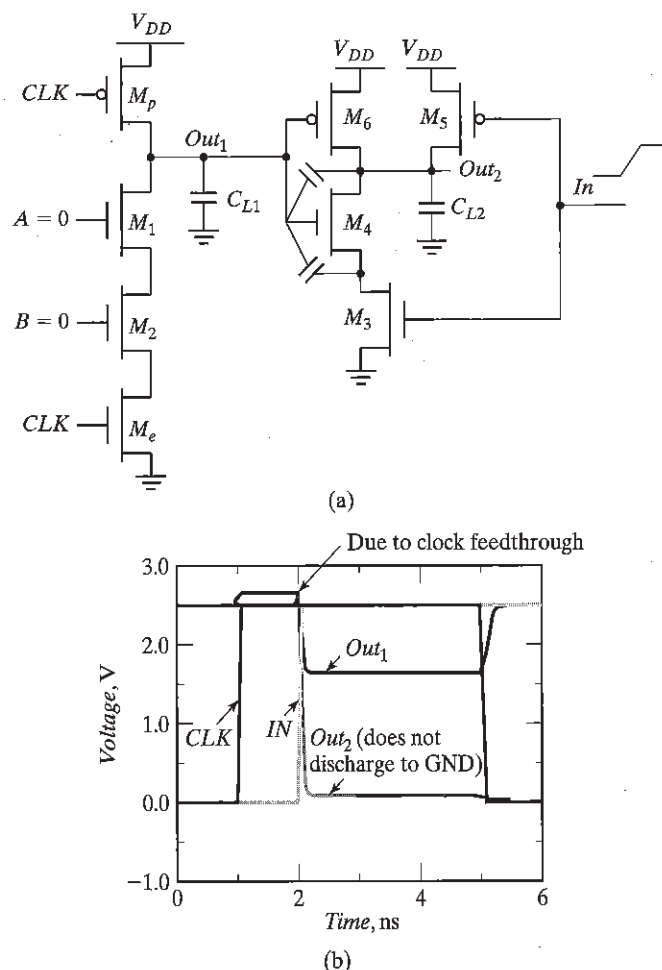 V_DD
V_DD
V_DD
CLK
M_p
M_6
M_5
Out_1
Out_2
In
C_L1
C_L2
A = 0
M_1
M_4
M_3
B = 0
M_2
CLK
M_e
(a)
Due to clock feedthrough
3.0
2.0
1.0
0.0
−1.0
Voltage, V
Out_1
CLK
IN
Out_2 (does not
discharge to GND)
0
2
4
6
Time, ns
(b)